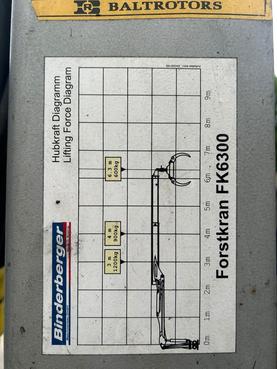 BALTROTORS
Hubkraft Diagramm
Lifting Force Diagram
Binderberger
3 m
1205kg
4 m
900kg
6.3 m
600kg
0m
1m
2m
3m
4m
5m
6m
7m
8m
9m
Forstkran FK6300